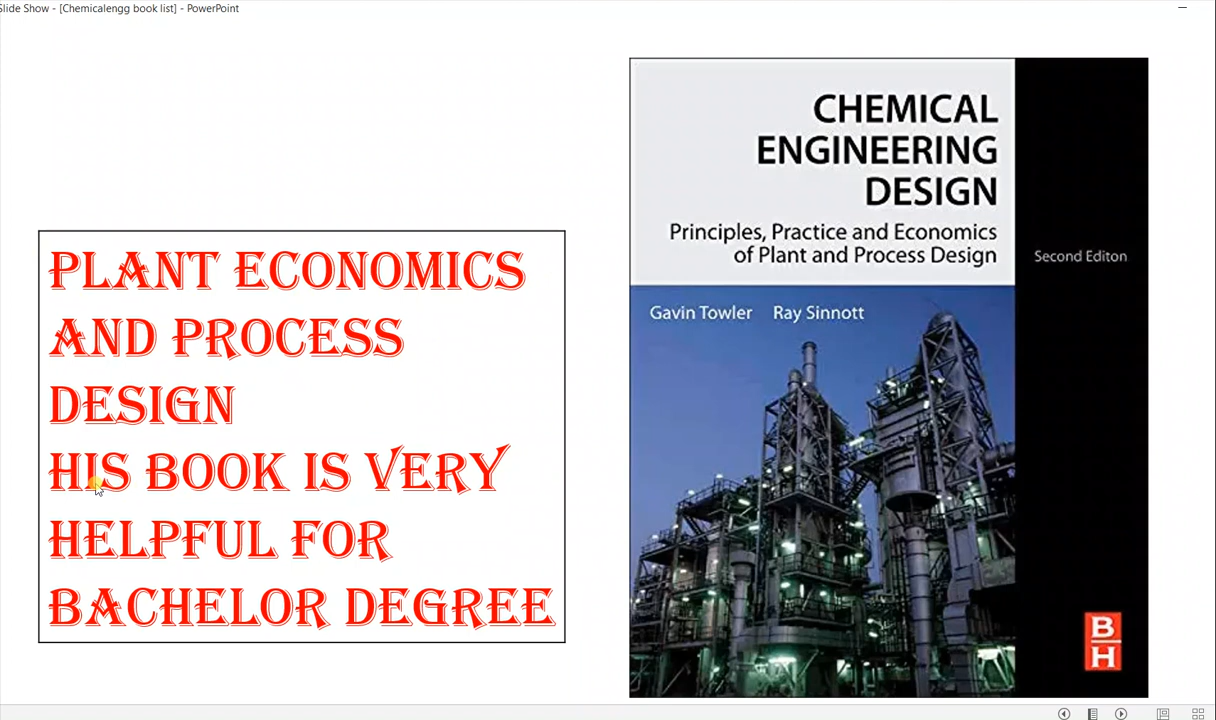 Slide Show - [Chemicalengg book list] - PowerPoint
PLANT ECONOMICS
AND PROCESS
DESIGN
HIS BOOK IS VERY
HELPFUL FOR
BACHELOR DEGREE
CHEMICAL
ENGINEERING
DESIGN
Principles, Practice and Economics
of Plant and Process Design
Second Editon
Gavin Towler Ray Sinnott
B
H